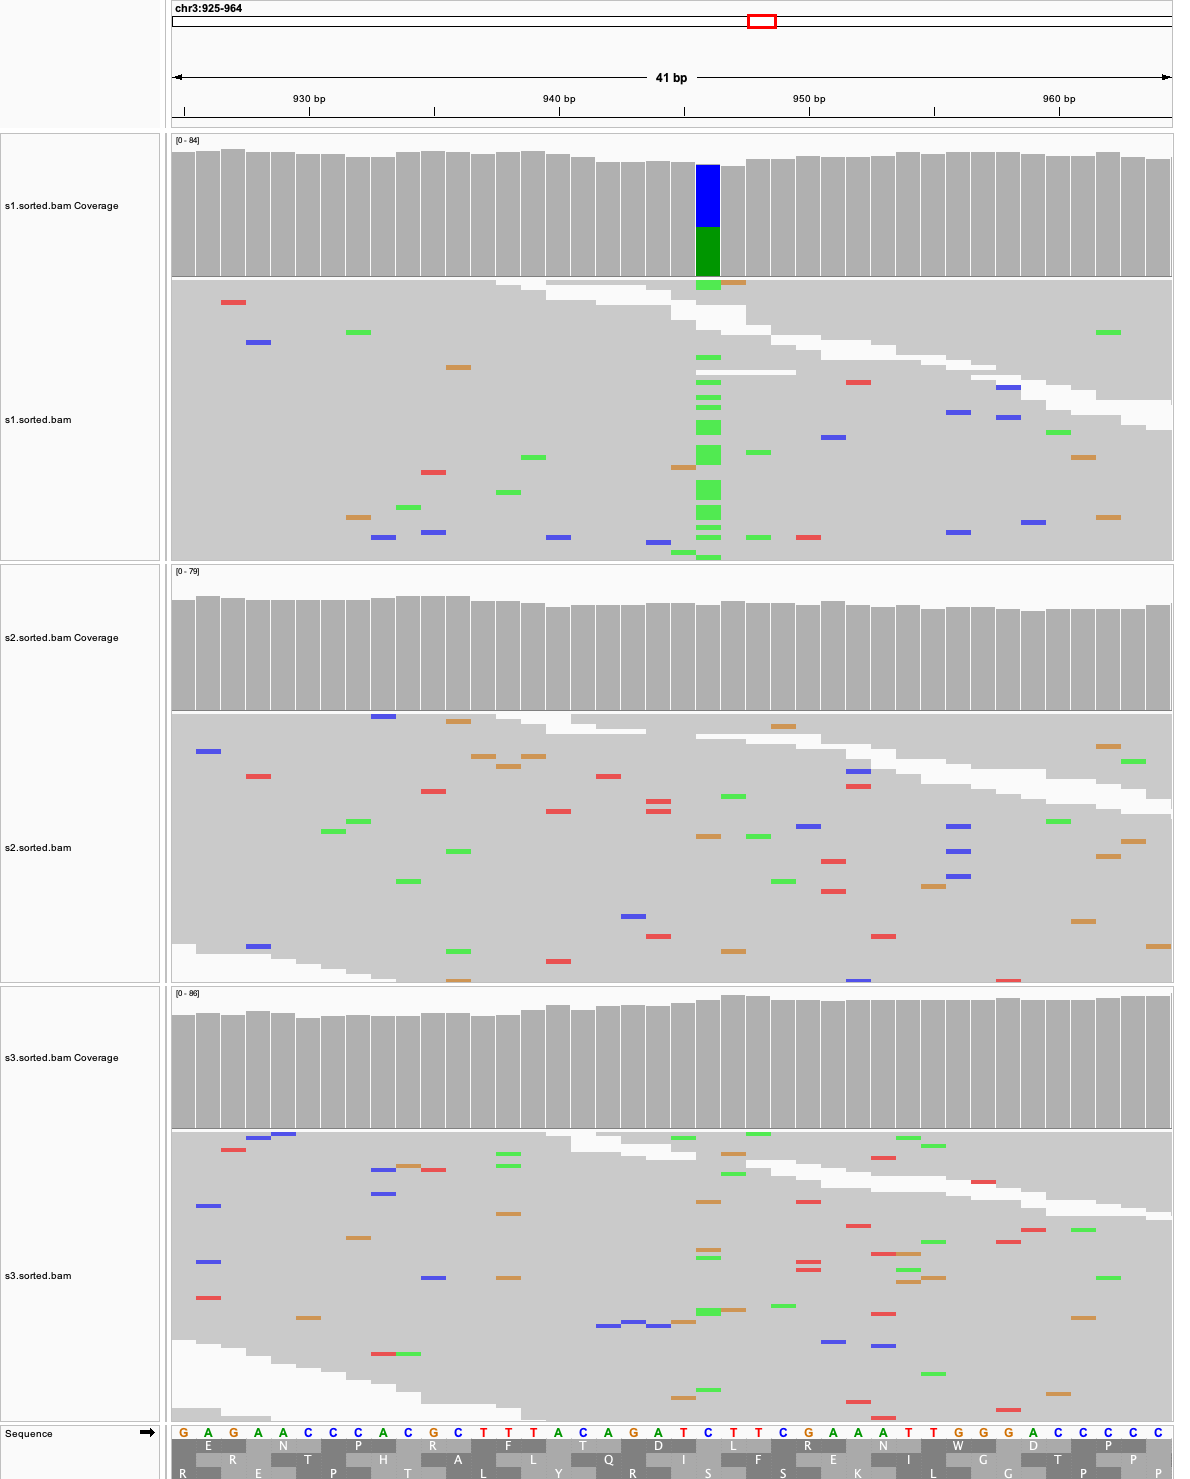 chr3:925-964
41 bp
930 bp 940 bp 950 bp 960 bp
[0 - 84]
s1.sorted.bam Coverage
s1.sorted.bam
[0 - 79]
s2.sorted.bam Coverage
s2.sorted.bam
[0 - 86]
s3.sorted.bam Coverage
s3.sorted.bam
Sequence
G A G A A C C C A C G C T T T A C A G A T C T T C G A A A T T G G G A C C C C C
E N P R F T D L R N W D P
R T H A L Q I F E I G T P
R E P T L Y R S S K L G P P